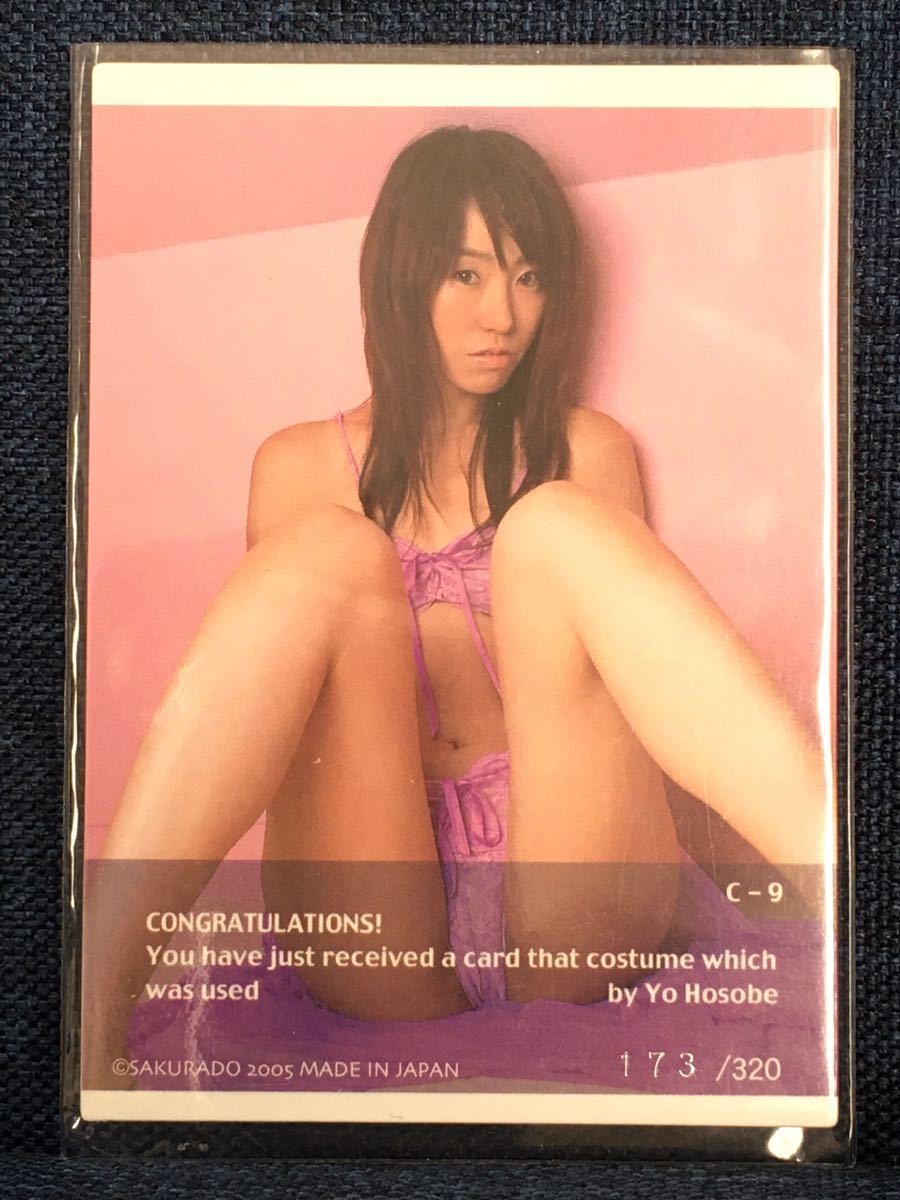 C-9
CONGRATULATIONS!
You have just received a card that costume which
was used by Yo Hosobe
©SAKURADO 2005 MADE IN JAPAN 173 /320